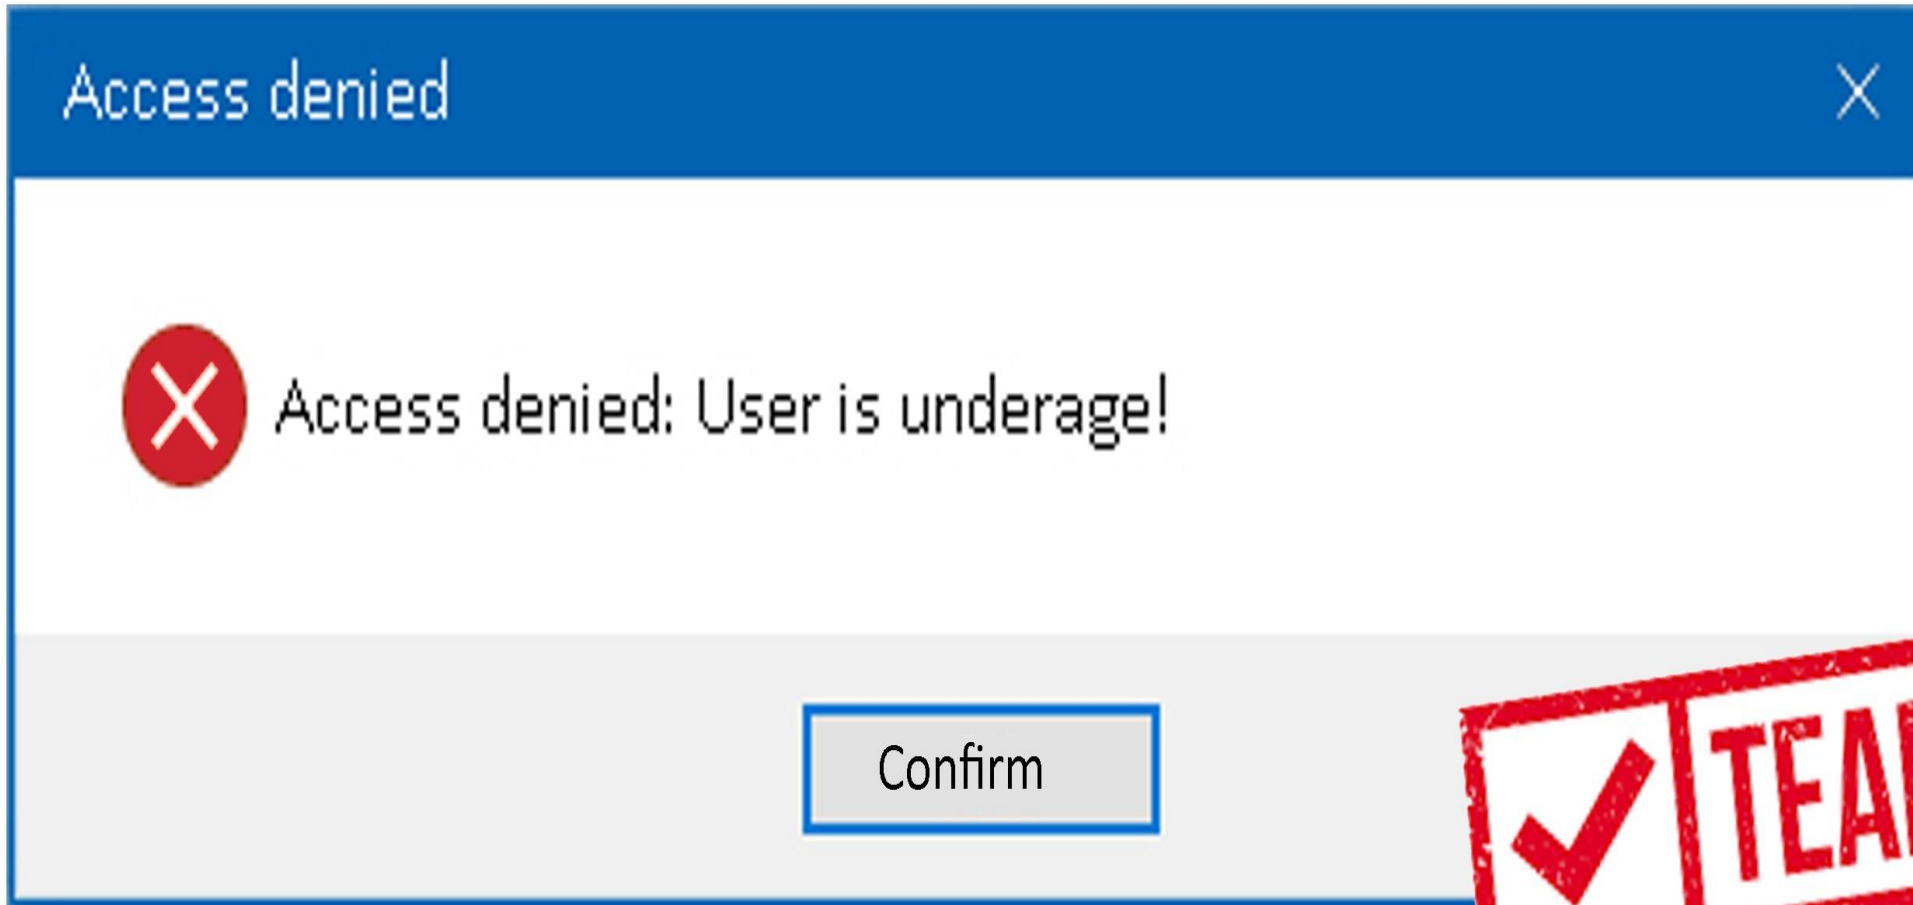 Access denied
Access denied: User is underage!
Confirm